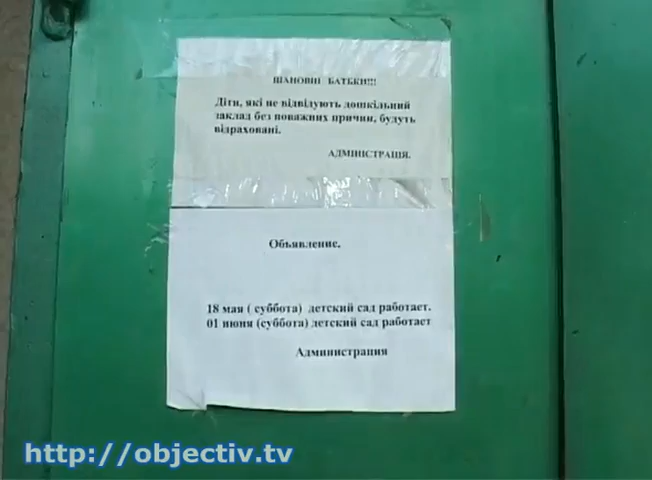 ШАНОВНІ БАТЬКИ!!!
Діти, які не відвідують дошкільний
заклад без поважних причин, будуть
відраховані.
АДМІНІСТРАЦІЯ.
Объявление.
18 мая ( суббота) детский сад работает.
01 июня (суббота) детский сад работает
Администрация
http://objectiv.tv